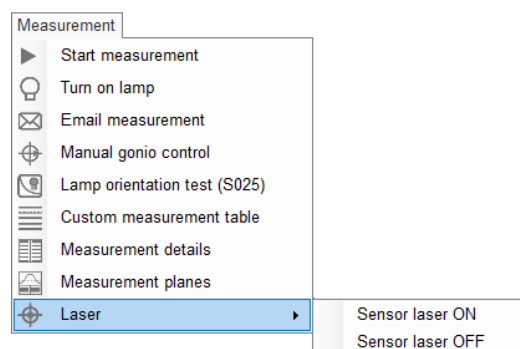 Measurement
Start measurement
Turn on lamp
Email measurement
Manual gonio control
Lamp orientation test (S025)
Custom measurement table
Measurement details
Measurement planes
Laser
Sensor laser ON
Sensor laser OFF